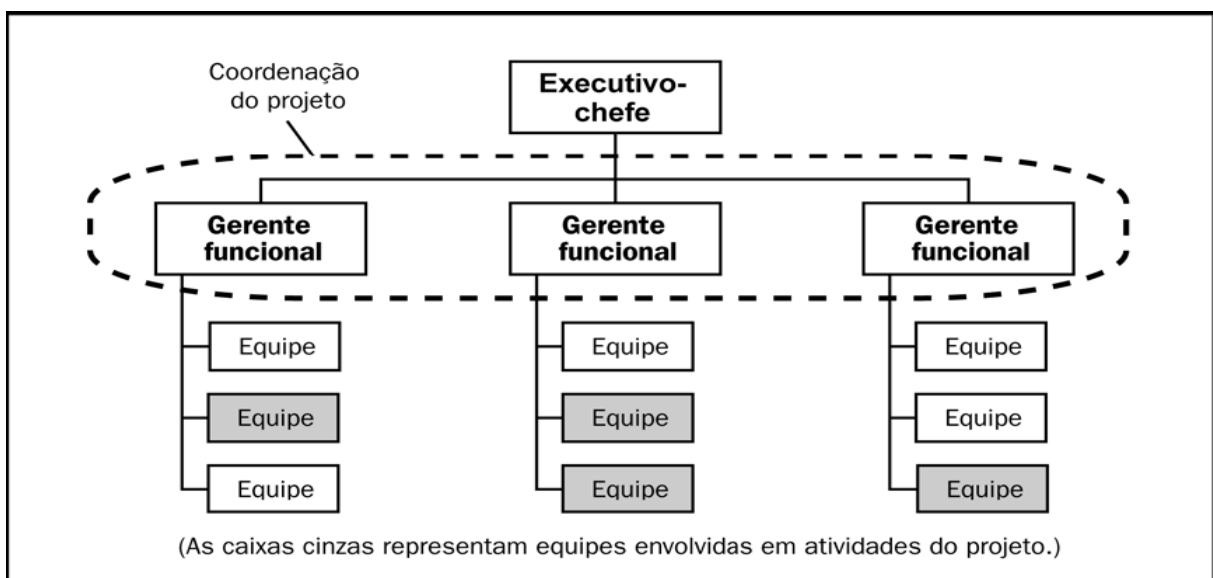 Coordenação
do projeto
Executivo-
chefe
Gerente
funcional
Gerente
funcional
Gerente
funcional
Equipe
Equipe
Equipe
Equipe
Equipe
Equipe
Equipe
Equipe
Equipe
(As caixas cinzas representam equipes envolvidas em atividades do projeto.)